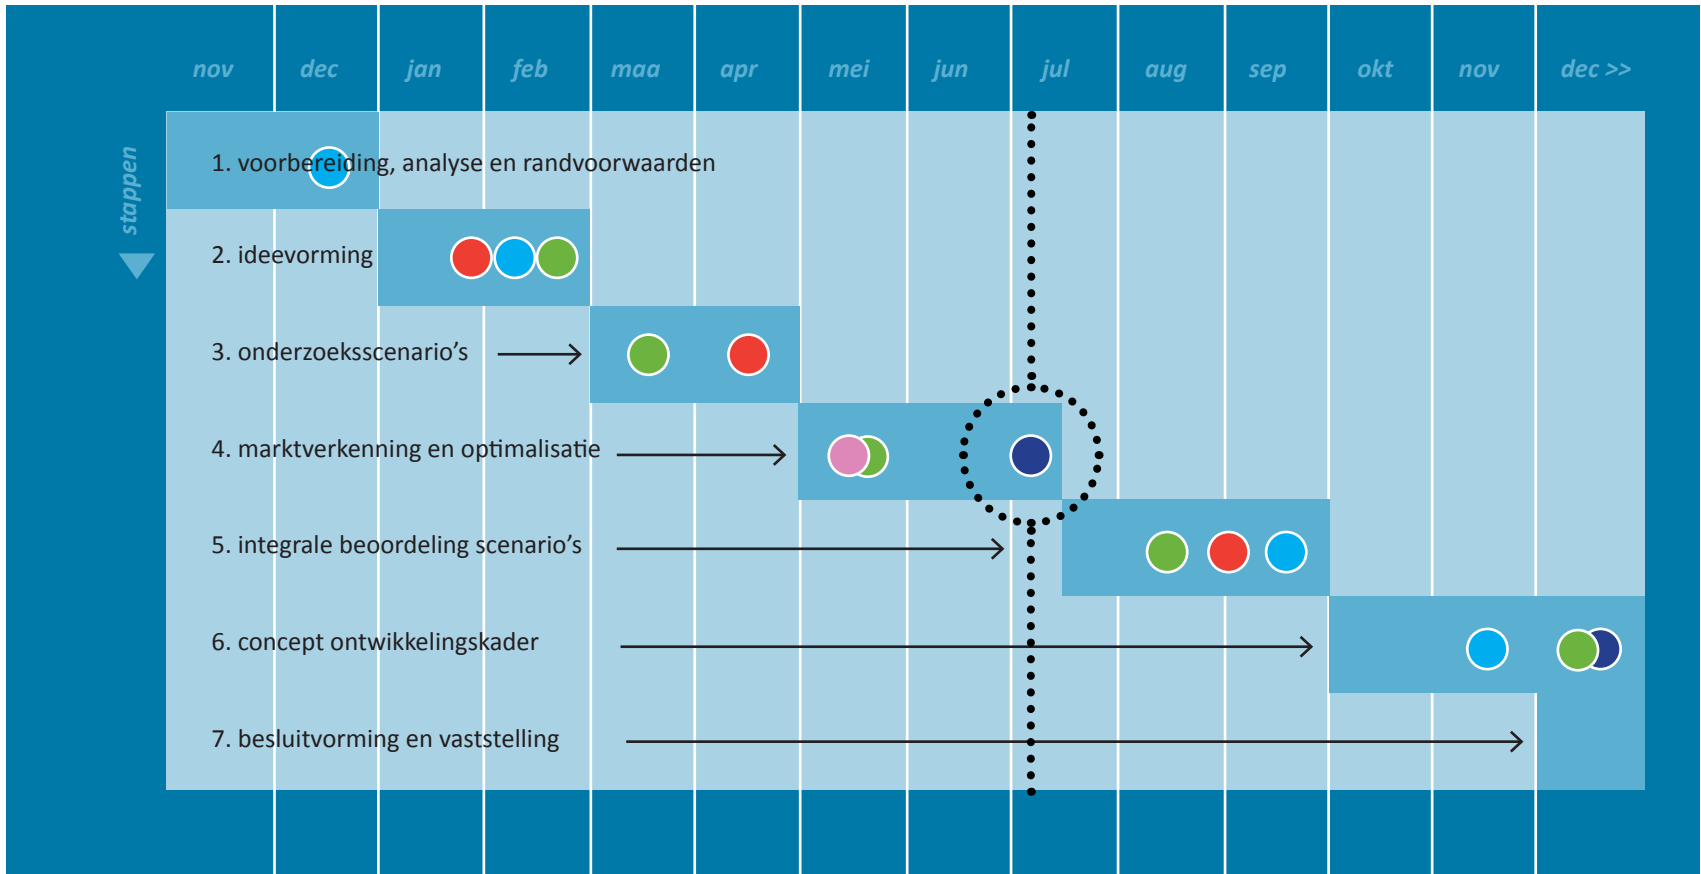 nov dec jan feb maa apr mei jun jul aug sep okt nov dec >>
stappen
1. voorbereiding, analyse en randvoorwaarden
2. ideevorming
3. onderzoeksscenario's
4. marktverkenning en optimalisatie
5. integrale beoordeling scenario's
6. concept ontwikkelingskader
7. besluitvorming en vaststelling